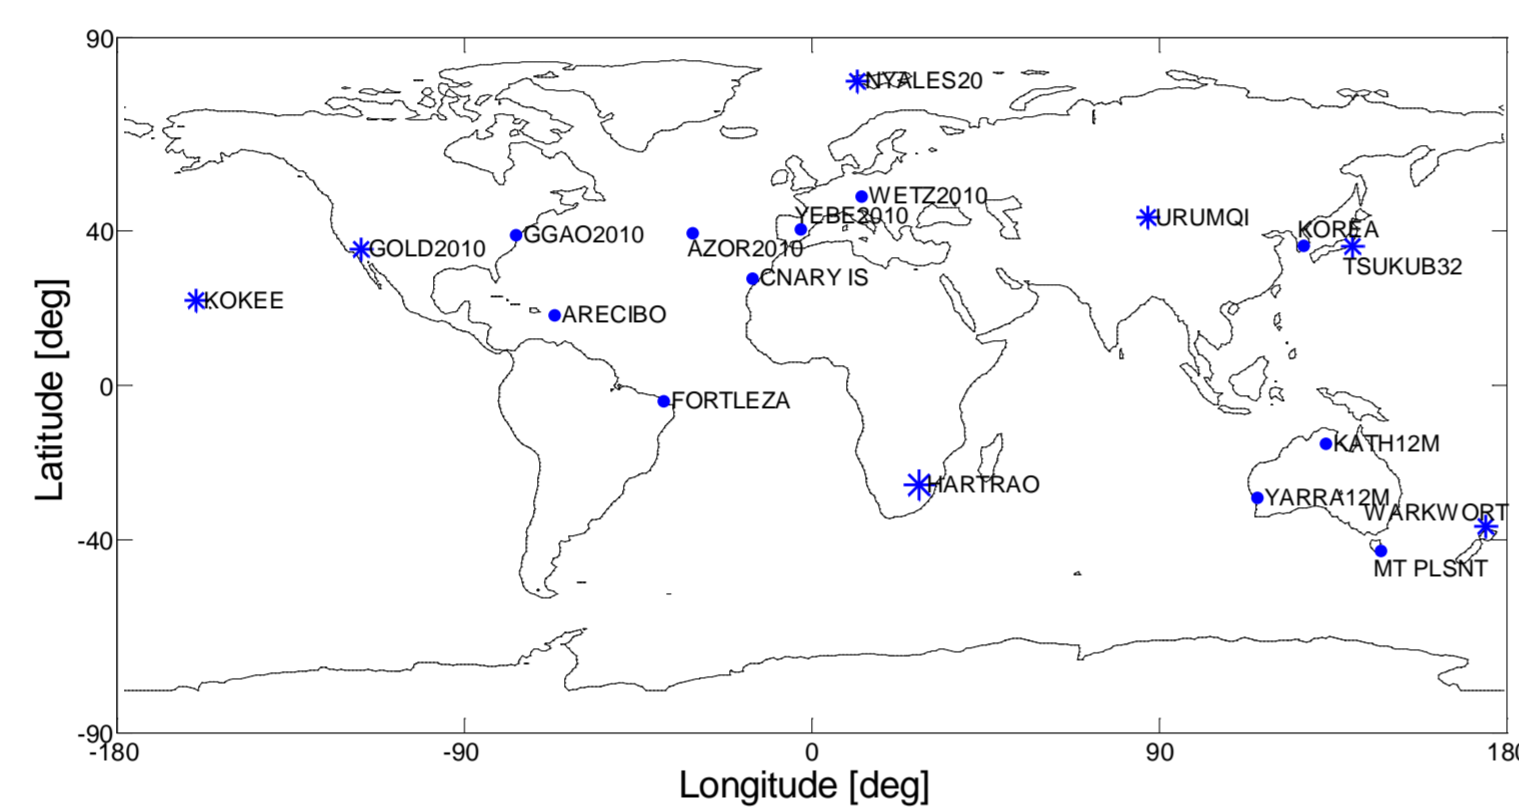 90
NYALES20
WETZ2010
YEBE2010
URUMQI
40
KOREA
GGAO2010
GOLD2010
AZOR2010
TSUKUB32
CNARY IS
KOKEE
ARECIBO
Latitude [deg]
0
FORTLEZA
KATH12M
HARTRAO
YARRA12M
WARKWORT
-40
MT PLSNT
-90
-180
-90
0
90
180
Longitude [deg]